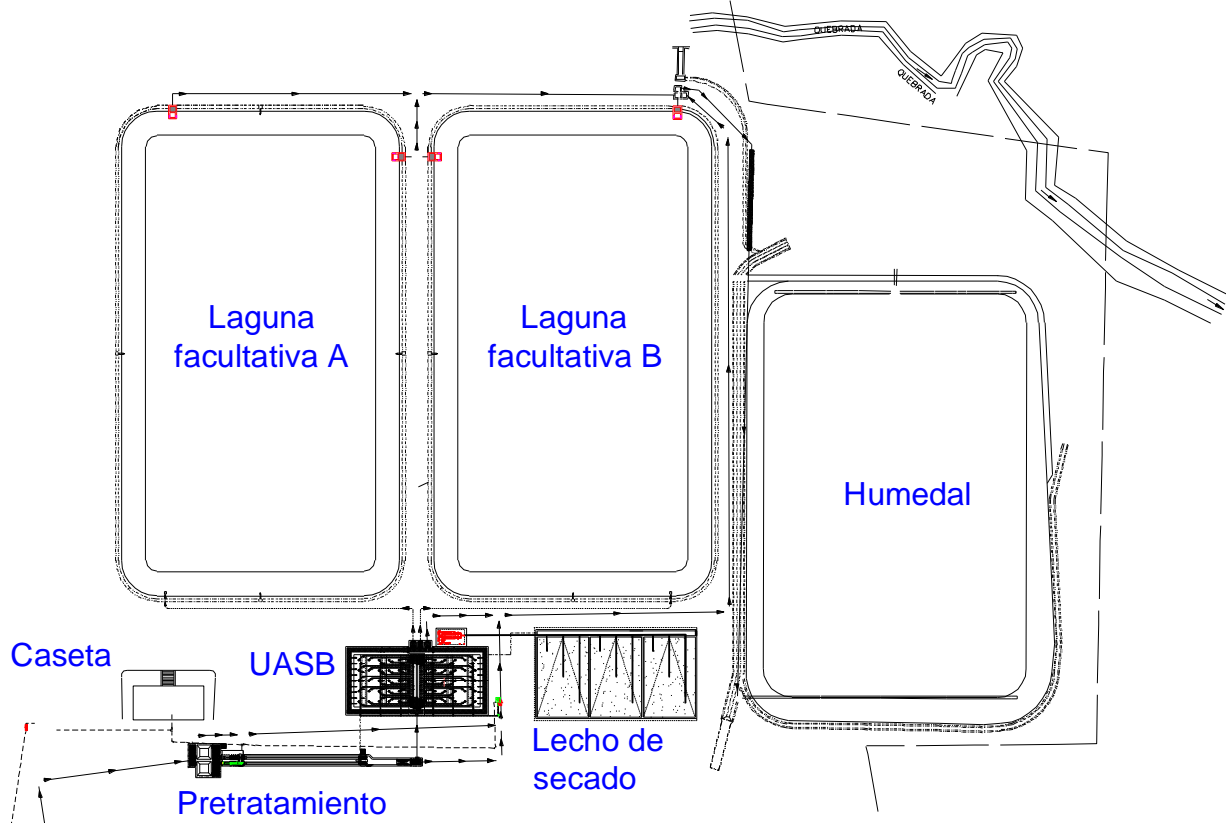 QUEBRADA
QUEBRADA
Laguna
facultativa A
Laguna
facultativa B
Humedal
Caseta
UASB
Lecho de
secado
Pretratamiento